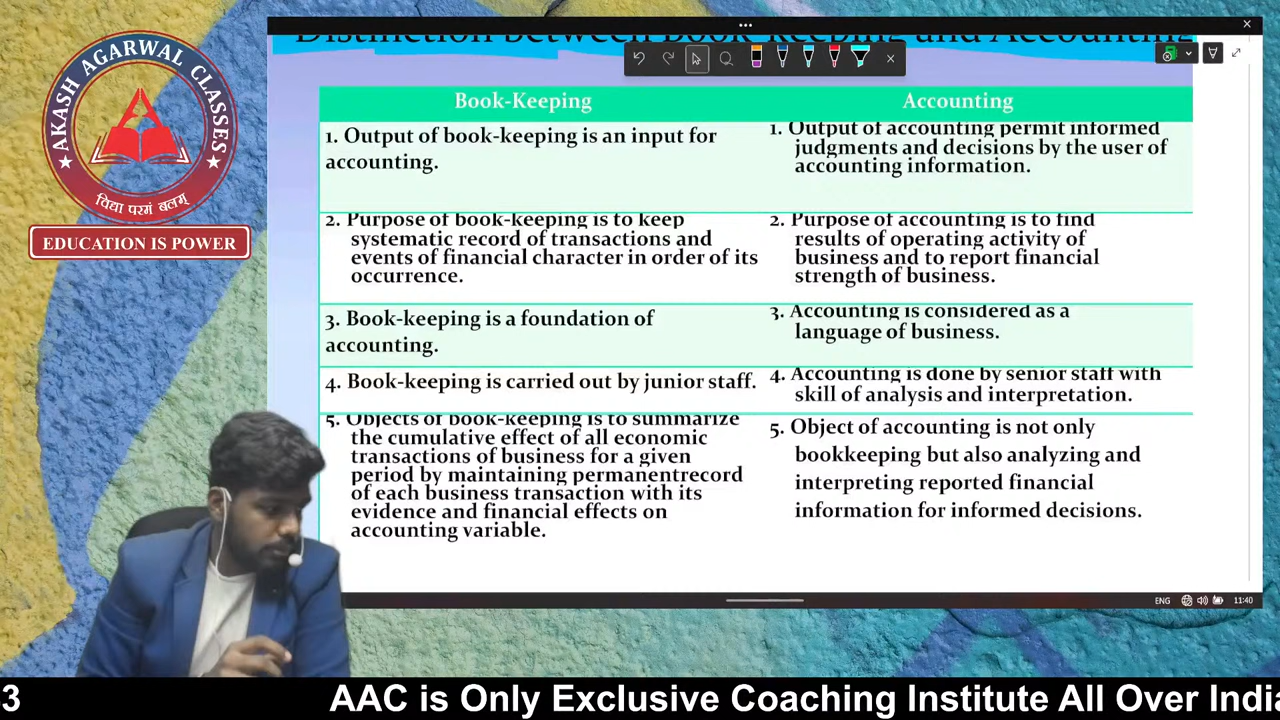 Distinction between Book-Keeping and Accounting
AKASH AGARWAL CLASSES
विद्या परमं बलम्
EDUCATION IS POWER
Book-Keeping
Accounting
1. Output of book-keeping is an input for
accounting.
1. Output of accounting permit informed
judgments and decisions by the user of
accounting information.
2. Purpose of book-keeping is to keep
systematic record of transactions and
events of financial character in order of its
occurrence.
2. Purpose of accounting is to find
results of operating activity of
business and to report financial
strength of business.
3. Book-keeping is a foundation of
accounting.
3. Accounting is considered as a
language of business.
4. Book-keeping is carried out by junior staff.
4. Accounting is done by senior staff with
skill of analysis and interpretation.
5. Objects of book-keeping is to summarize
the cumulative effect of all economic
transactions of business for a given
period by maintaining permanentrecord
of each business transaction with its
evidence and financial effects on
accounting variable.
5. Object of accounting is not only
bookkeeping but also analyzing and
interpreting reported financial
information for informed decisions.
ENG
11:40
3
AAC is Only Exclusive Coaching Institute All Over India